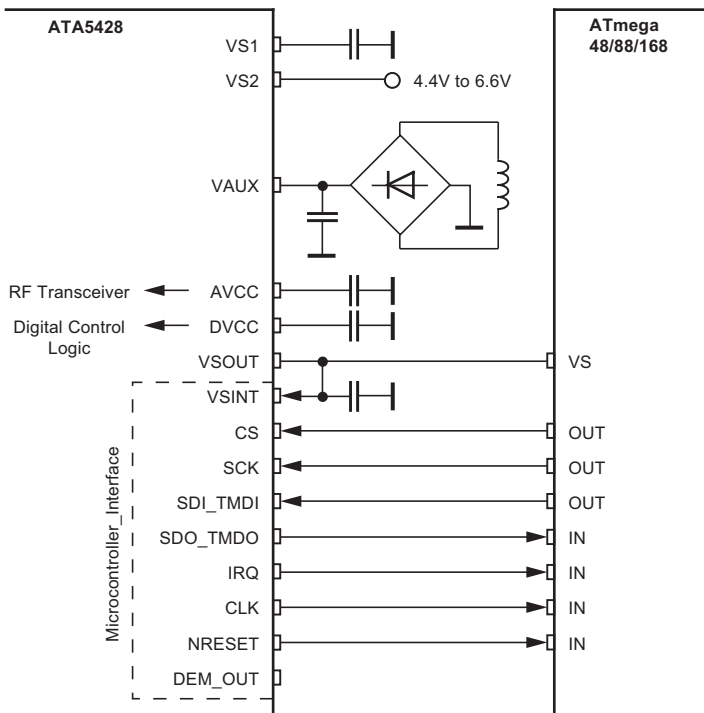 ATA5428
ATmega
48/88/168
VS1
VS2
4.4V to 6.6V
VAUX
RF Transceiver
AVCC
Digital Control
Logic
DVCC
VSOUT
VS
VSINT
CS
OUT
SCK
OUT
SDI_TMDI
OUT
SDO_TMDO
IN
IRQ
IN
CLK
IN
NRESET
IN
DEM_OUT
Microcontroller_Interface